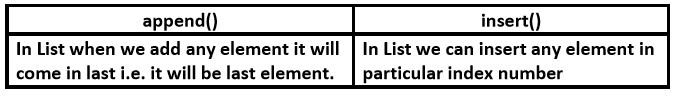 append()
insert()
In List when we add any element it will
come in last i.e. it will be last element.
In List we can insert any element in
particular index number